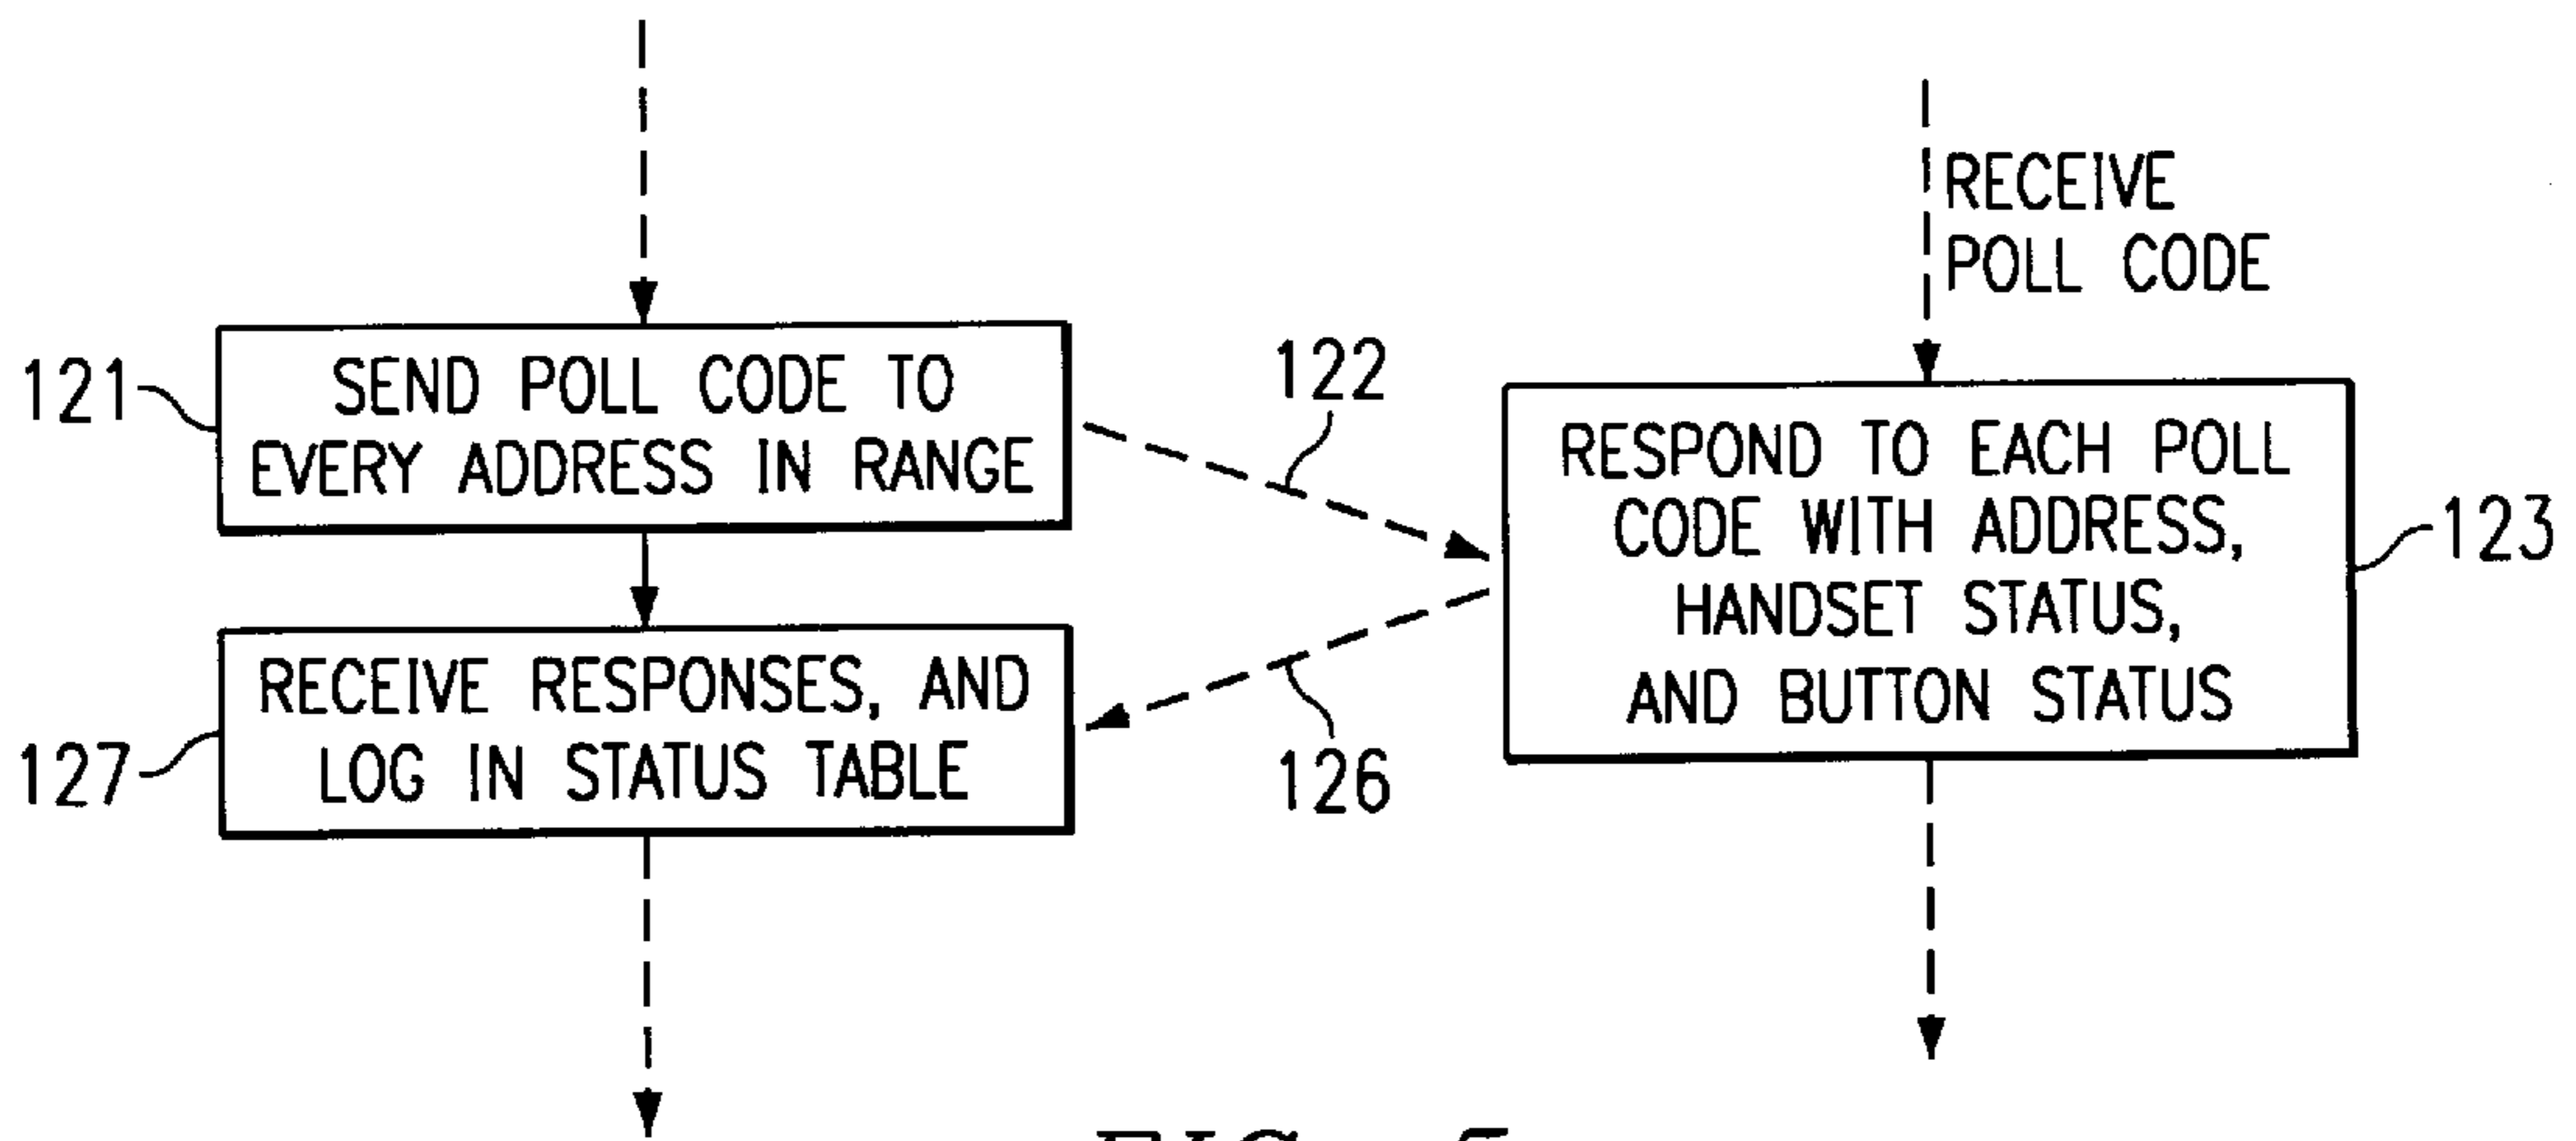 RECEIVE
POLL CODE
121
SEND POLL CODE TO
EVERY ADDRESS IN RANGE
122
RESPOND TO EACH POLL
CODE WITH ADDRESS,
HANDSET STATUS,
AND BUTTON STATUS
123
127
RECEIVE RESPONSES, AND
LOG IN STATUS TABLE
126